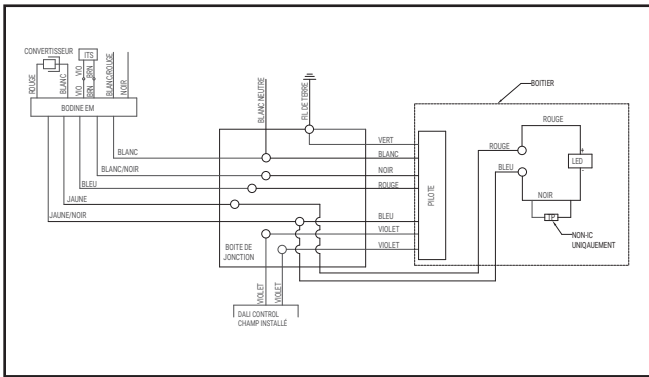 CONVERTISSEUR
ITS
ROUGE
BLANC
VIO
VIO
BRN
BRN
BLANC/ROUGE
NOIR
BODINE EM
BLANC NEUTRE
FIL DE TERRE
BOITIER
ROUGE
VERT
BLANC
BLANC
ROUGE
LED
+
-
BLANC/NOIR
NOIR
BLEU
BLEU
ROUGE
PILOTE
NOIR
JAUNE
TP
JAUNE/NOIR
BLEU
NON-IC
UNIQAUEMENT
VIOLET
BOITE DE
JONCTION
VIOLET
VIOLET
VIOLET
DALI CONTROL
CHAMP INSTALLÉ